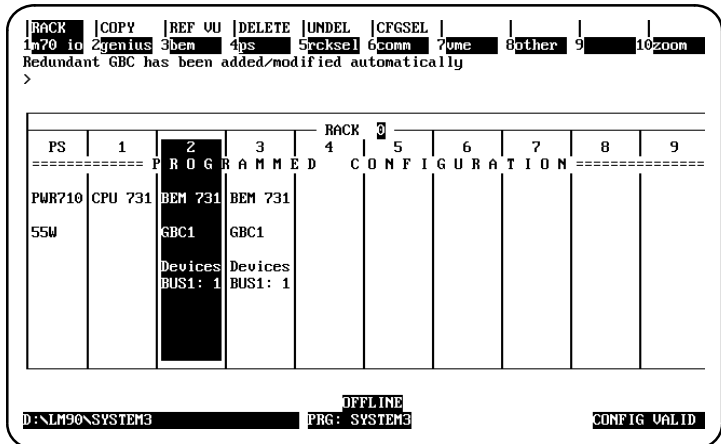 RACK |COPY |REF VU |DELETE |UNDEL |CFGSEL | | | |
1m70 io 2genius 3bem 4ps 5rcksel 6comm 7vme 8other 9 10zoom
Redundant GBC has been added/modified automatically
>
RACK 0
PS 1 2 3 4 5 6 7 8 9
============= P R O G R A M M E D C O N F I G U R A T I O N =============
PWR710 CPU 731 BEM 731 BEM 731
55W GBC1 GBC1
Devices Devices
BUS1: 1 BUS1: 1
OFFLINE
D:\LM90\SYSTEM3 PRG: SYSTEM3 CONFIG VALID